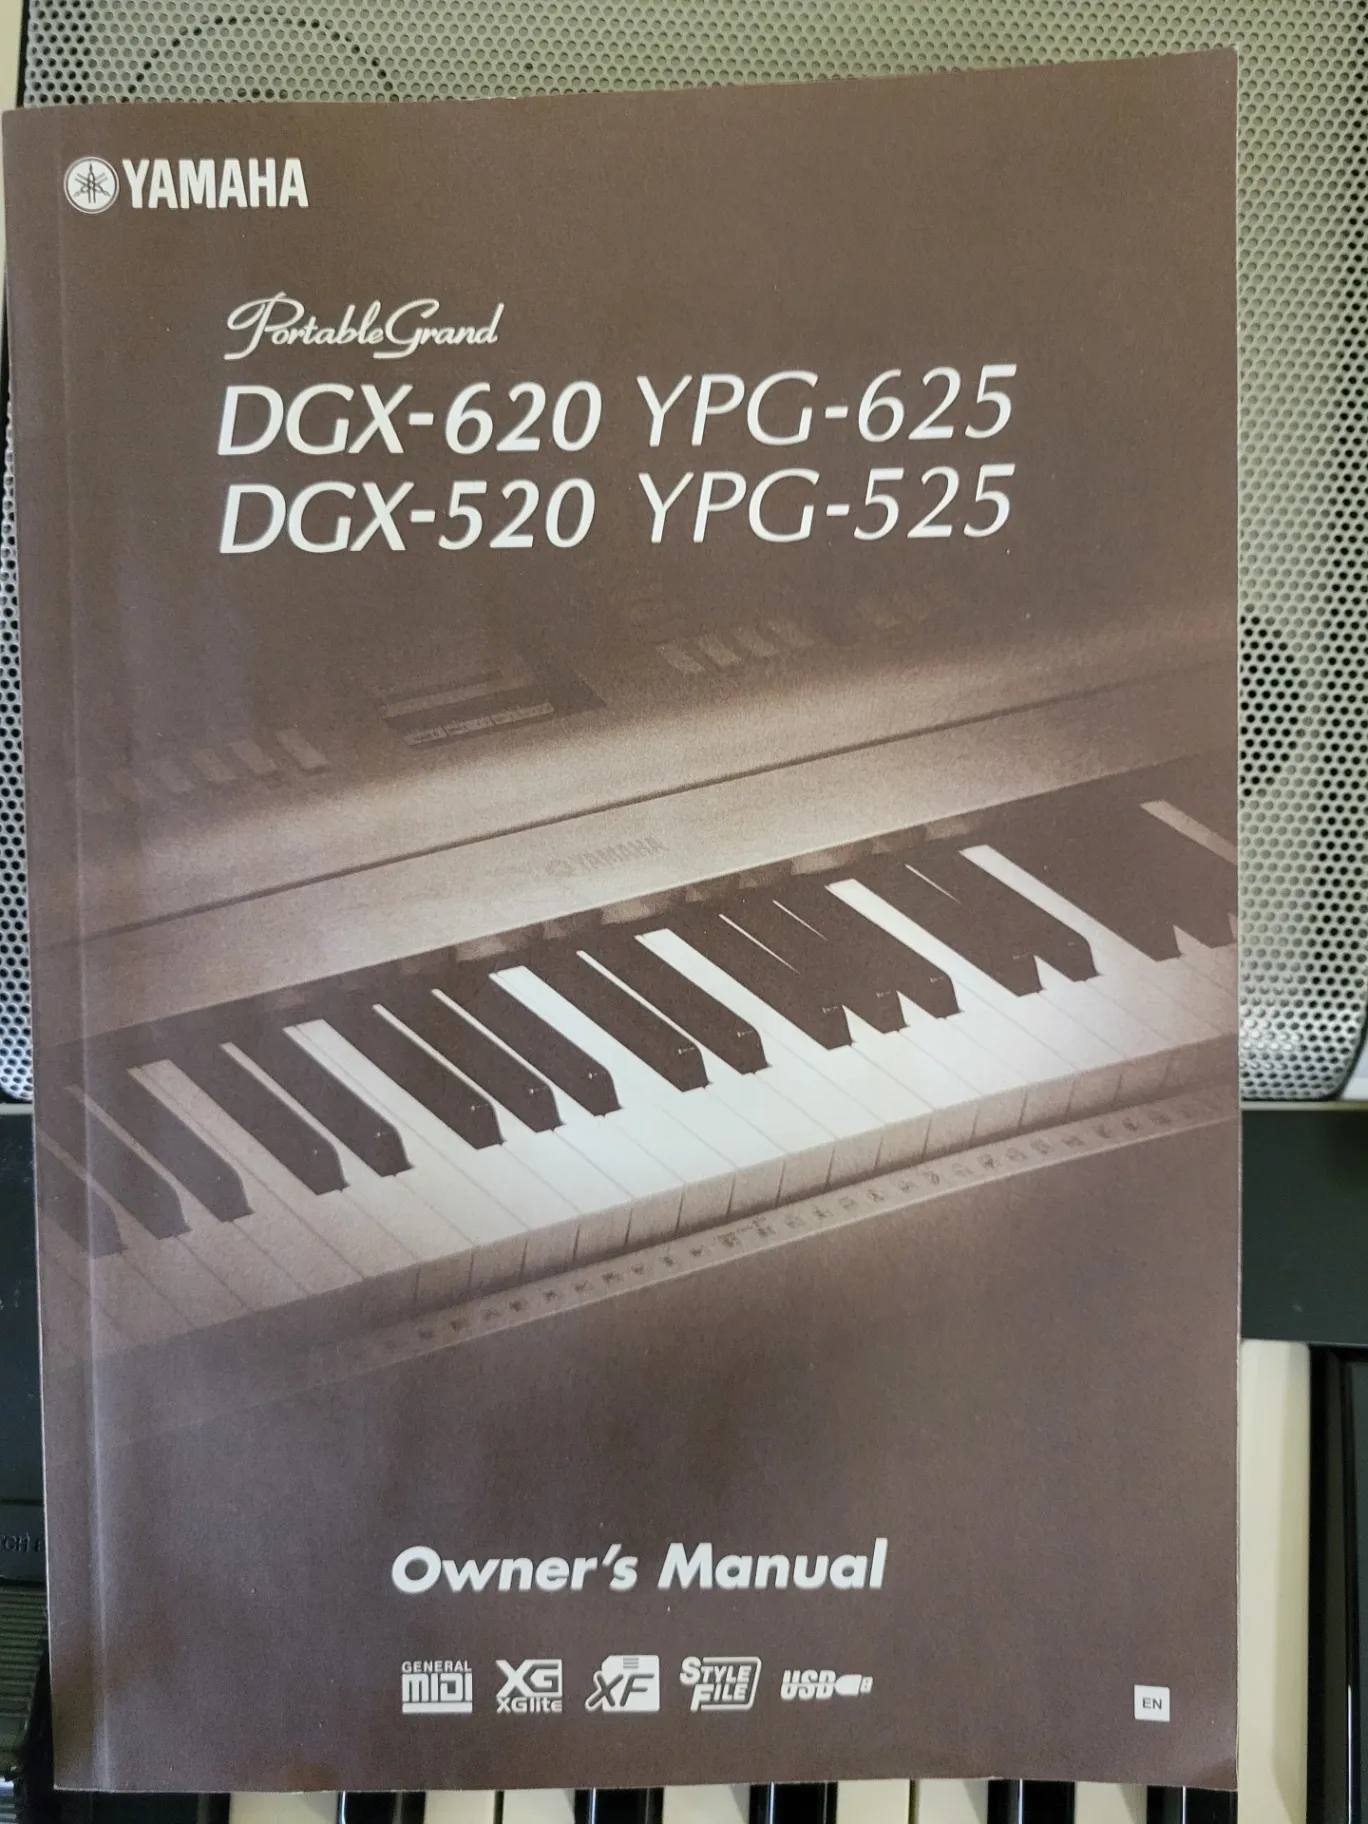 YAMAHA
PortableGrand
DGX-620 YPG-625
DGX-520 YPG-525
YAMAHA
Owner's Manual
GENERAL MIDI
XG XGlite
XF
STYLE FILE
USB
EN